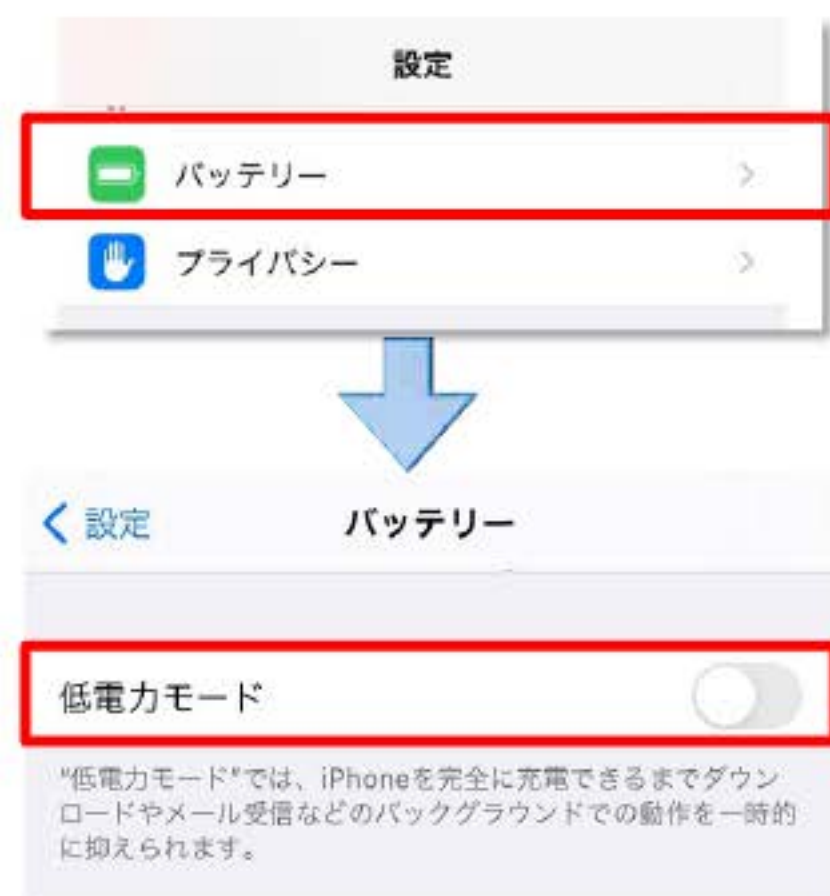 設定
バッテリー
プライバシー
設定
バッテリー
低電力モード
"低電力モード"では、iPhoneを完全に充電できるまでダウン
ロードやメール受信などのバックグラウンドでの動作を一時的
に抑えられます。